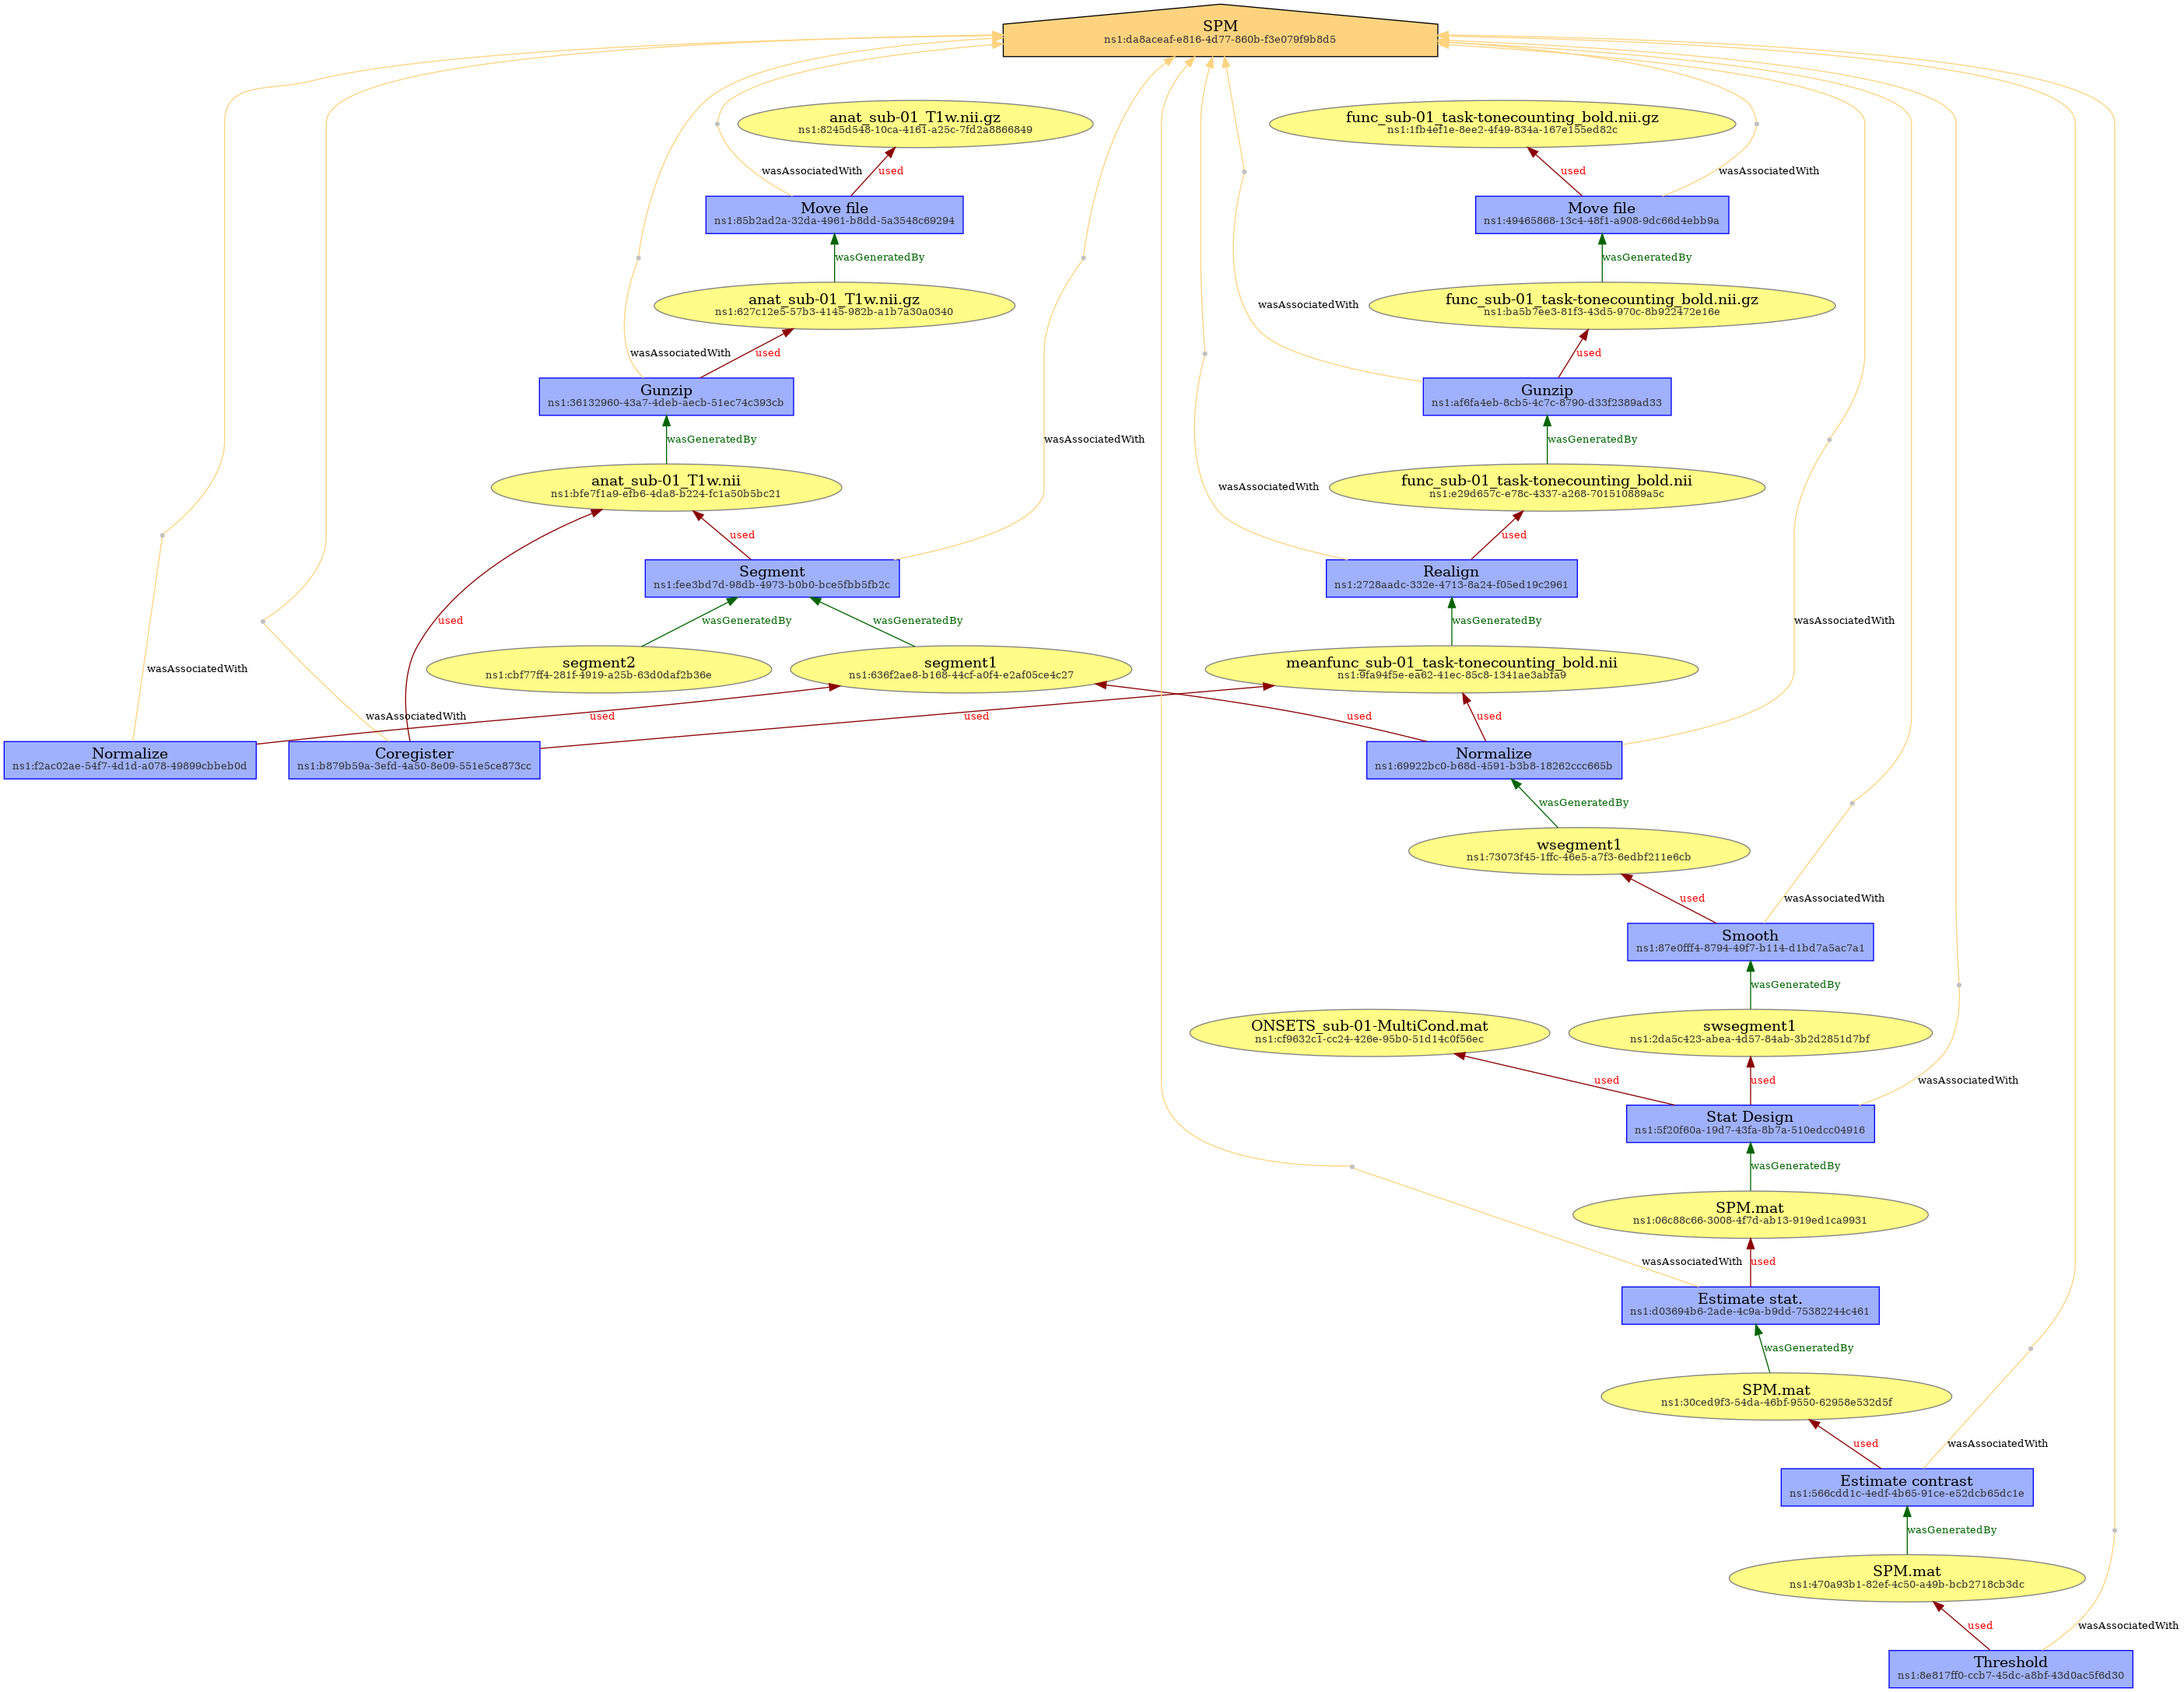 SPM
ns1:da8aceaf-e816-4d77-860b-f3e079f9b8d5
anat_sub-01_T1w.nii.gz
ns1:8245d548-10ca-4161-a25c-7fd2a8866849
func_sub-01_task-tonecounting_bold.nii.gz
ns1:1fb4ef1e-8ee2-4f49-834a-167e155ed82c
wasAssociatedWith
used
used
wasAssociatedWith
Move file
ns1:85b2ad2a-32da-4961-b8dd-5a3548c69294
Move file
ns1:49465868-13c4-48f1-a908-9dc66d4ebb9a
wasGeneratedBy
wasGeneratedBy
anat_sub-01_T1w.nii.gz
ns1:627c12e5-57b3-4145-982b-a1b7a30a0340
func_sub-01_task-tonecounting_bold.nii.gz
ns1:ba5b7ee3-81f3-43d5-970c-8b922472e16e
wasAssociatedWith
wasAssociatedWith
used
used
Gunzip
ns1:36132960-43a7-4deb-aecb-51ec74c393cb
Gunzip
ns1:af6fa4eb-8cb5-4c7c-8790-d33f2389ad33
wasGeneratedBy
wasAssociatedWith
wasGeneratedBy
anat_sub-01_T1w.nii
ns1:bfe7f1a9-efb6-4da8-b224-fc1a50b5bc21
func_sub-01_task-tonecounting_bold.nii
ns1:e29d657c-e78c-4337-a268-701510889a5c
wasAssociatedWith
used
used
Segment
ns1:fee3bd7d-98db-4973-b0b0-bce5fbb5fb2c
Realign
ns1:2728aadc-332e-4713-8a24-f05ed19c2961
used
wasGeneratedBy
wasGeneratedBy
wasGeneratedBy
wasAssociatedWith
segment2
ns1:cbf77ff4-281f-4919-a25b-63d0daf2b36e
segment1
ns1:636f2ae8-b168-44cf-a0f4-e2af05ce4c27
meanfunc_sub-01_task-tonecounting_bold.nii
ns1:9fa94f5e-ea62-41ec-85c8-1341ae3abfa9
wasAssociatedWith
wasAssociatedWith
used
used
used
used
Normalize
ns1:f2ac02ae-54f7-4d1d-a078-49899cbbeb0d
Coregister
ns1:b879b59a-3efd-4a50-8e09-551e5ce873cc
Normalize
ns1:69922bc0-b68d-4591-b3b8-18262ccc665b
wasGeneratedBy
wsegment1
ns1:73073f45-1ffc-46e5-a7f3-6edbf211e6cb
used
wasAssociatedWith
Smooth
ns1:87e0fff4-8794-49f7-b114-d1bd7a5ac7a1
wasGeneratedBy
ONSETS_sub-01-MultiCond.mat
ns1:cf9632c1-cc24-426e-95b0-51d14c0f56ec
swsegment1
ns1:2da5c423-abea-4d57-84ab-3b2d2851d7bf
used
used
wasAssociatedWith
Stat Design
ns1:5f20f60a-19d7-43fa-8b7a-510edcc04916
wasGeneratedBy
SPM.mat
ns1:06c88c66-3008-4f7d-ab13-919ed1ca9931
wasAssociatedWith
used
Estimate stat.
ns1:d03694b6-2ade-4c9a-b9dd-75382244c461
wasGeneratedBy
SPM.mat
ns1:30ced9f3-54da-46bf-9550-62958e532d5f
used
wasAssociatedWith
Estimate contrast
ns1:566cdd1c-4edf-4b65-91ce-e52dcb65dc1e
wasGeneratedBy
SPM.mat
ns1:470a93b1-82ef-4c50-a49b-bcb2718cb3dc
used
wasAssociatedWith
Threshold
ns1:8e817ff0-ccb7-45dc-a8bf-43d0ac5f6d30